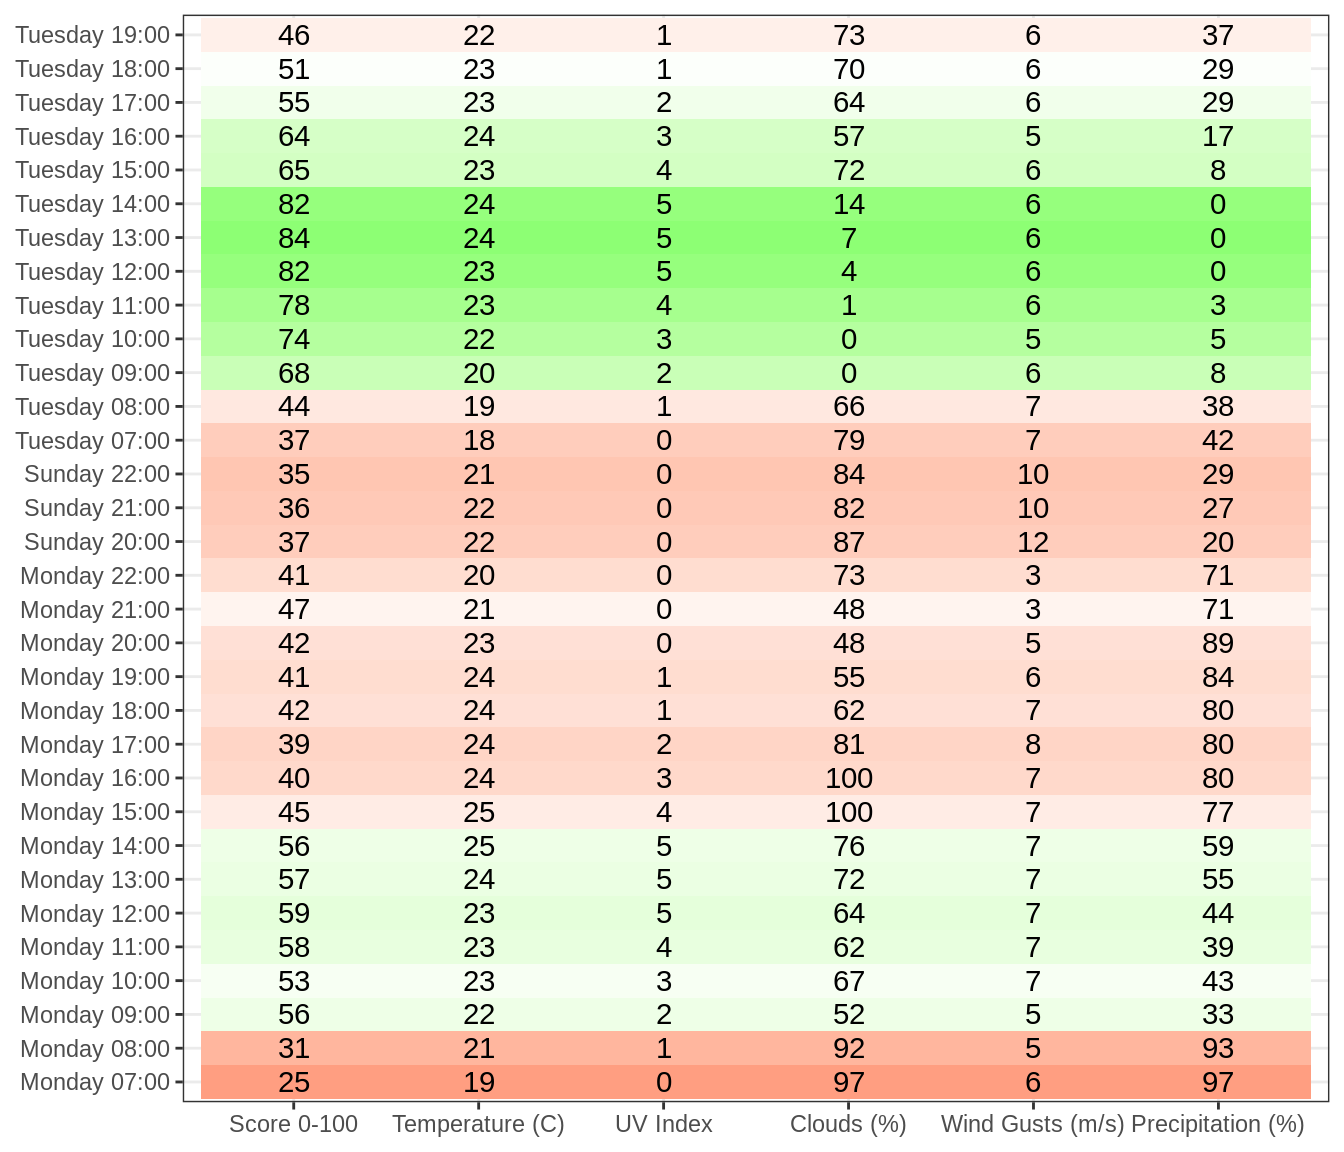 Tuesday 19:00 46 22 1 73 6 37
Tuesday 18:00 51 23 1 70 6 29
Tuesday 17:00 55 23 2 64 6 29
Tuesday 16:00 64 24 3 57 5 17
Tuesday 15:00 65 23 4 72 6 8
Tuesday 14:00 82 24 5 14 6 0
Tuesday 13:00 84 24 5 7 6 0
Tuesday 12:00 82 23 5 4 6 0
Tuesday 11:00 78 23 4 1 6 3
Tuesday 10:00 74 22 3 0 5 5
Tuesday 09:00 68 20 2 0 6 8
Tuesday 08:00 44 19 1 66 7 38
Tuesday 07:00 37 18 0 79 7 42
Sunday 22:00 35 21 0 84 10 29
Sunday 21:00 36 22 0 82 10 27
Sunday 20:00 37 22 0 87 12 20
Monday 22:00 41 20 0 73 3 71
Monday 21:00 47 21 0 48 3 71
Monday 20:00 42 23 0 48 5 89
Monday 19:00 41 24 1 55 6 84
Monday 18:00 42 24 1 62 7 80
Monday 17:00 39 24 2 81 8 80
Monday 16:00 40 24 3 100 7 80
Monday 15:00 45 25 4 100 7 77
Monday 14:00 56 25 5 76 7 59
Monday 13:00 57 24 5 72 7 55
Monday 12:00 59 23 5 64 7 44
Monday 11:00 58 23 4 62 7 39
Monday 10:00 53 23 3 67 7 43
Monday 09:00 56 22 2 52 5 33
Monday 08:00 31 21 1 92 5 93
Monday 07:00 25 19 0 97 6 97
Score 0-100 Temperature (C) UV Index Clouds (%) Wind Gusts (m/s) Precipitation (%)